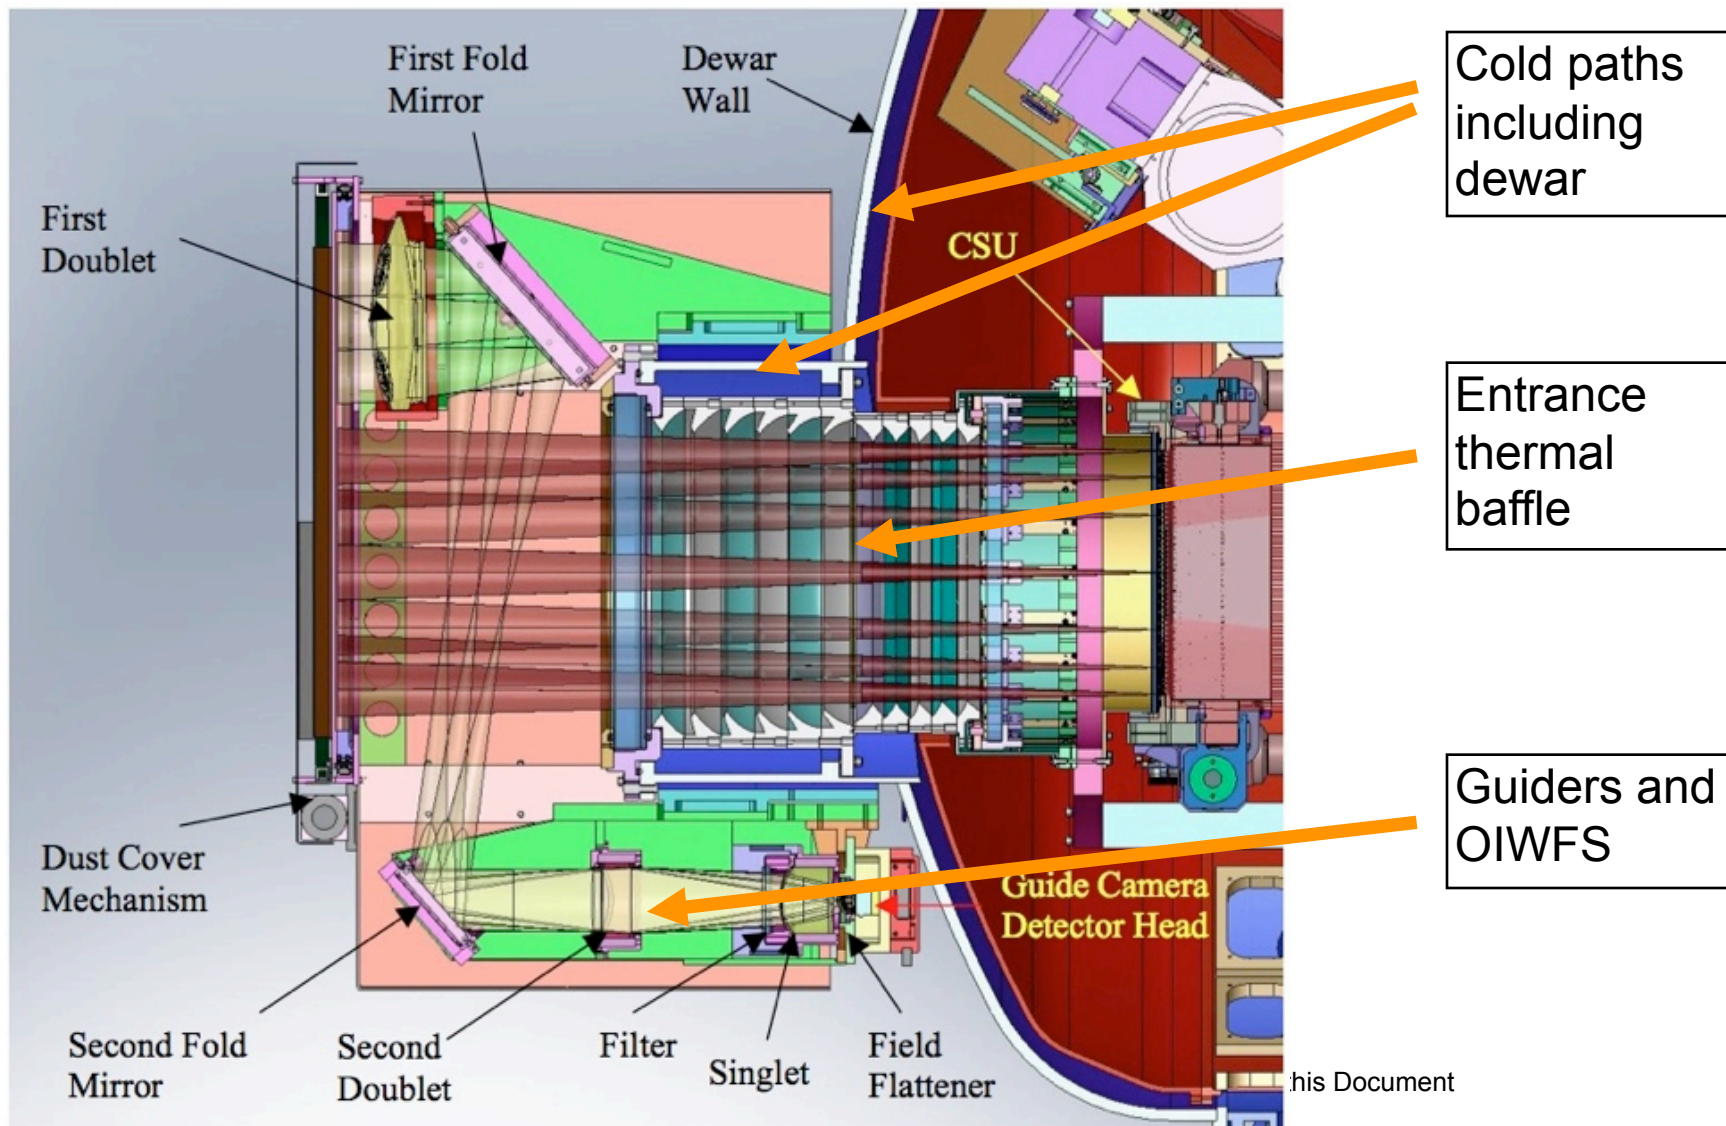 First Fold
Mirror
Dewar
Wall
Cold paths
including
dewar
First
Doublet
CSU
Entrance
thermal
baffle
Guiders and
OIWFS
Dust Cover
Mechanism
Guide Camera
Detector Head
Second Fold
Mirror
Second
Doublet
Filter
Singlet
Field
Flattener
this Document